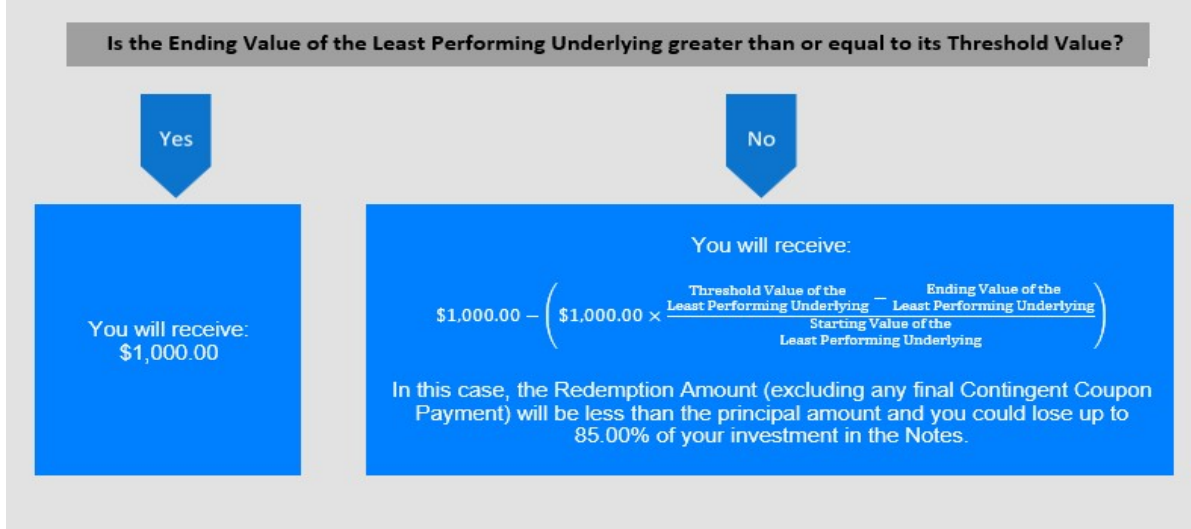 Is the Ending Value of the Least Performing Underlying greater than or equal to its Threshold Value?
Yes
No
You will receive:
$1,000.00
You will receive:
$1,000.00 − ($1,000.00 × (Threshold Value of the Least Performing Underlying − Ending Value of the Least Performing Underlying) / Starting Value of the Least Performing Underlying)
In this case, the Redemption Amount (excluding any final Contingent Coupon
Payment) will be less than the principal amount and you could lose up to
85.00% of your investment in the Notes.